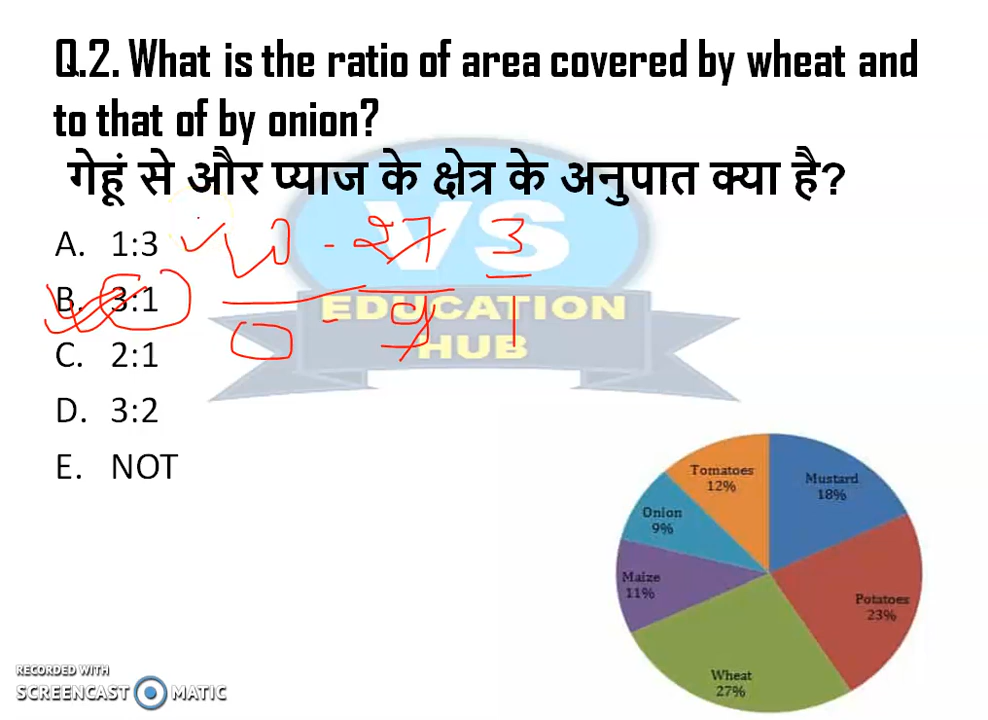 Q.2. What is the ratio of area covered by wheat and
to that of by onion?
गेहूं से और प्याज के क्षेत्र के अनुपात क्या है?
A. 1:3
B. 3:1
C. 2:1
D. 3:2
E. NOT
W - 27 3
O - 9 1
VS
EDUCATION
HUB
Tomatoes
12%
Mustard
18%
Onion
9%
Maize
11%
Potatoes
23%
Wheat
27%
RECORDED WITH
SCREENCAST MATIC